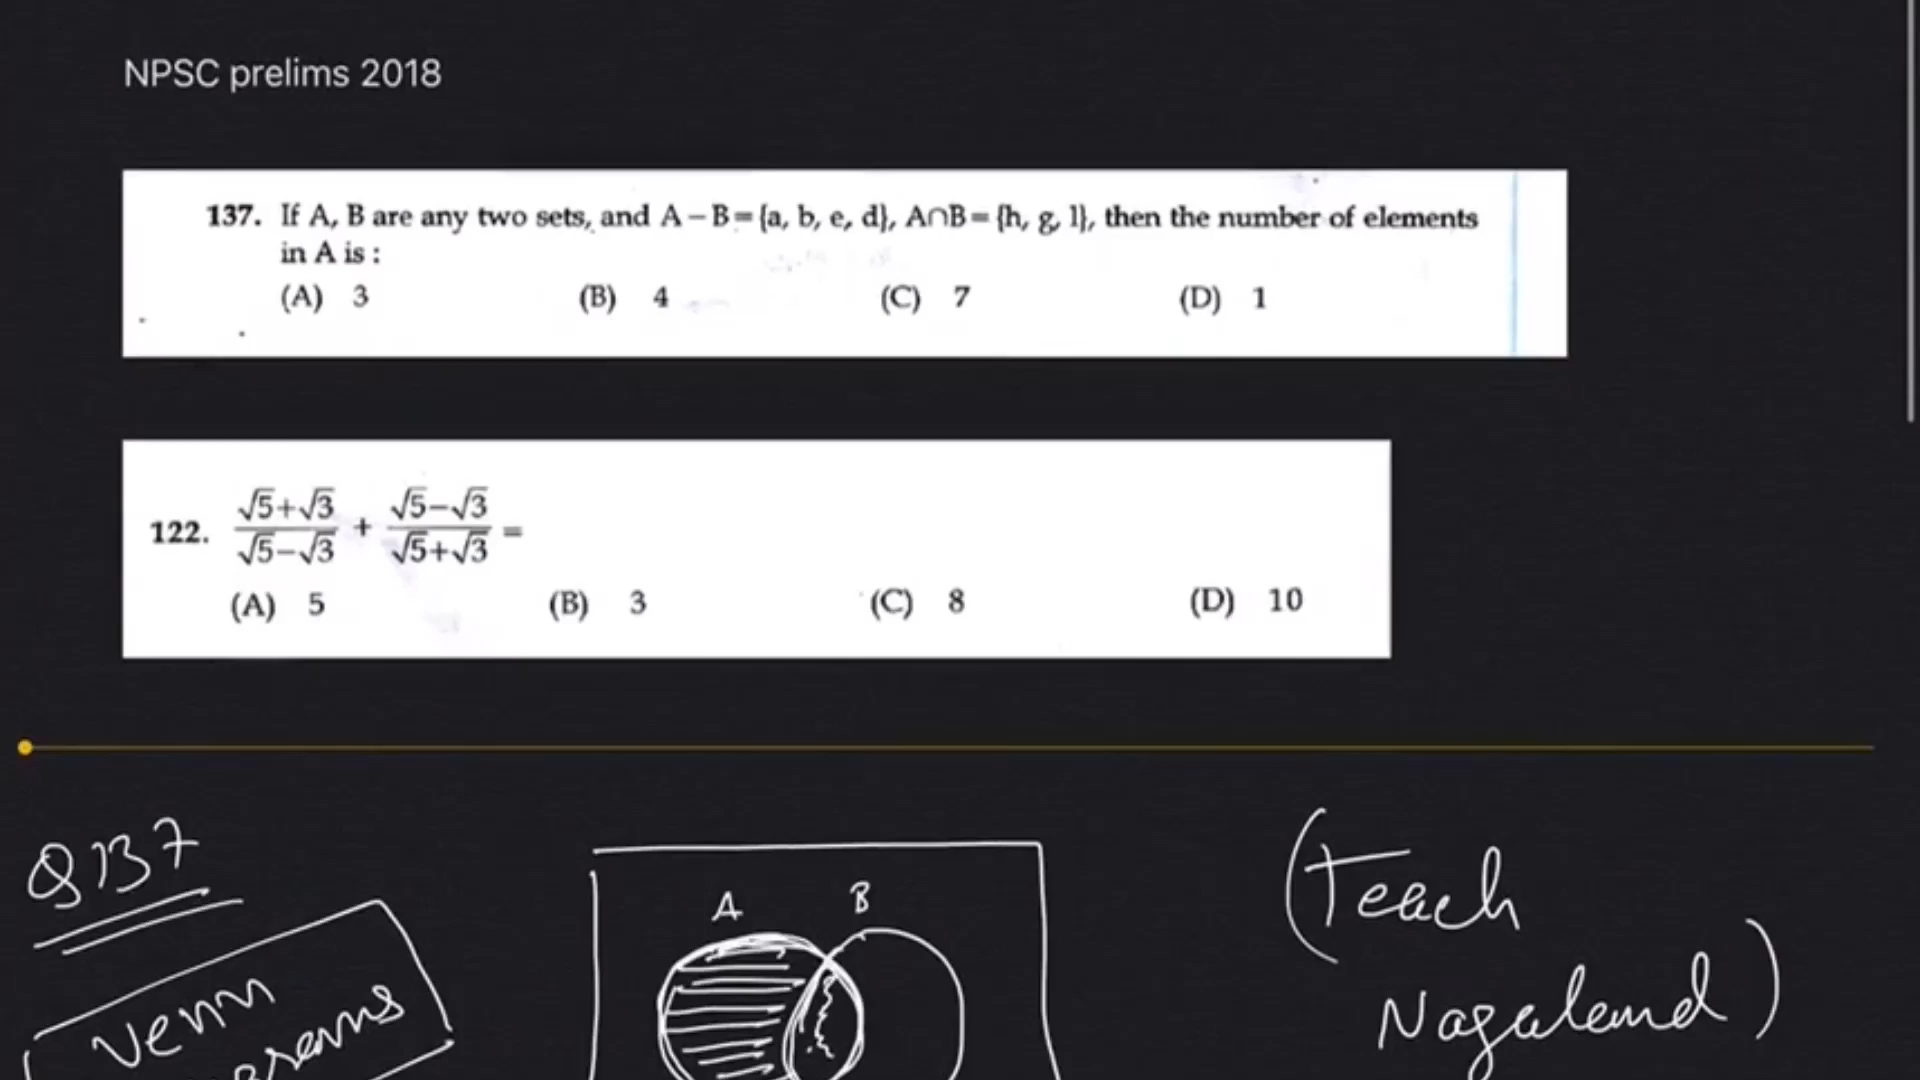 NPSC prelims 2018
137. If A, B are any two sets, and A−B={a, b, e, d}, A∩B={h, g, l}, then the number of elements
in A is :
(A) 3 (B) 4 (C) 7 (D) 1
122. (√5+√3)/(√5−√3) + (√5−√3)/(√5+√3) =
(A) 5 (B) 3 (C) 8 (D) 10
Q137
A B
(Teach
Nagaland)
Venn